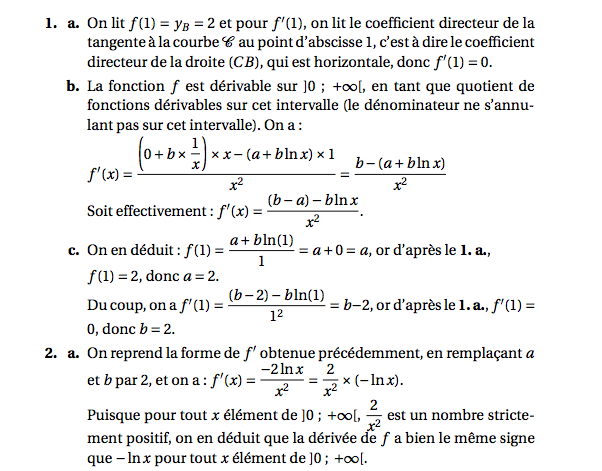 1. a. On lit f(1) = y_B = 2 et pour f′(1), on lit le coefficient directeur de la
tangente à la courbe 𝒞 au point d'abscisse 1, c'est à dire le coefficient
directeur de la droite (CB), qui est horizontale, donc f′(1) = 0.
b. La fonction f est dérivable sur ]0 ; +∞[, en tant que quotient de
fonctions dérivables sur cet intervalle (le dénominateur ne s'annu-
lant pas sur cet intervalle). On a :
f′(x) = ((0 + b × 1/x) × x − (a + b ln x) × 1)/x² = (b − (a + b ln x))/x²
Soit effectivement : f′(x) = ((b − a) − b ln x)/x².
c. On en déduit : f(1) = (a + b ln(1))/1 = a + 0 = a, or d'après le 1. a.,
f(1) = 2, donc a = 2.
Du coup, on a f′(1) = ((b − 2) − b ln(1))/1² = b−2, or d'après le 1. a., f′(1) =
0, donc b = 2.
2. a. On reprend la forme de f′ obtenue précédemment, en remplaçant a
et b par 2, et on a : f′(x) = (−2 ln x)/x² = 2/x² × (− ln x).
Puisque pour tout x élément de ]0 ; +∞[, 2/x² est un nombre stricte-
ment positif, on en déduit que la dérivée de f a bien le même signe
que − ln x pour tout x élément de ]0 ; +∞[.